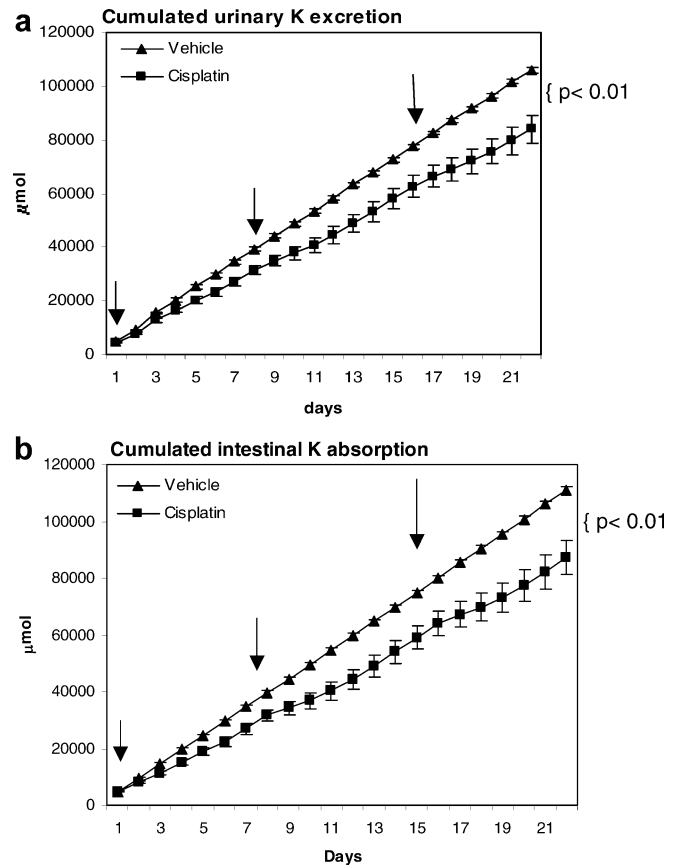 a
Cumulated urinary K excretion
120000
100000
80000
60000
40000
20000
0
μmol
Vehicle
Cisplatin
{ p< 0.01
1 3 5 7 9 11 13 15 17 19 21
days
b
Cumulated intestinal K absorption
120000
100000
80000
60000
40000
20000
0
μmol
Vehicle
Cisplatin
{ p< 0.01
1 3 5 7 9 11 13 15 17 19 21
Days